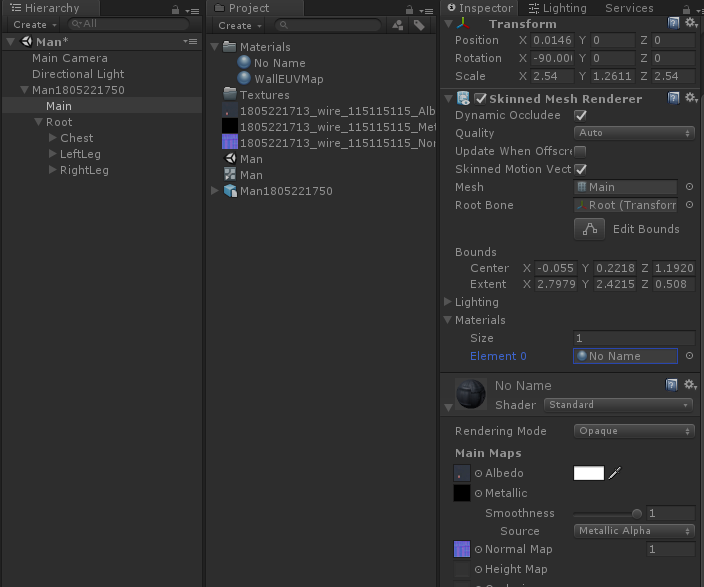 Hierarchy
Create
All
Man*
Main Camera
Directional Light
Man1805221750
Main
Root
Chest
LeftLeg
RightLeg
Project
Create
Materials
No Name
WallEUVMap
Textures
1805221713_wire_115115115_Alb
1805221713_wire_115115115_Met
1805221713_wire_115115115_Nor
Man
Man
Man1805221750
Inspector Lighting Services
Transform
Position X 0.0146 Y 0 Z 0
Rotation X -90.00 Y 0 Z 0
Scale X 2.54 Y 1.2611 Z 2.54
Skinned Mesh Renderer
Dynamic Occludee
Quality Auto
Update When Offscre
Skinned Motion Vect
Mesh Main
Root Bone Root (Transform
Edit Bounds
Bounds
Center X -0.055 Y 0.2218 Z 1.1920
Extent X 2.7979 Y 2.4215 Z 0.508
Lighting
Materials
Size 1
Element 0 No Name
No Name
Shader Standard
Rendering Mode Opaque
Main Maps
Albedo
Metallic
Smoothness 1
Source Metallic Alpha
Normal Map 1
Height Map